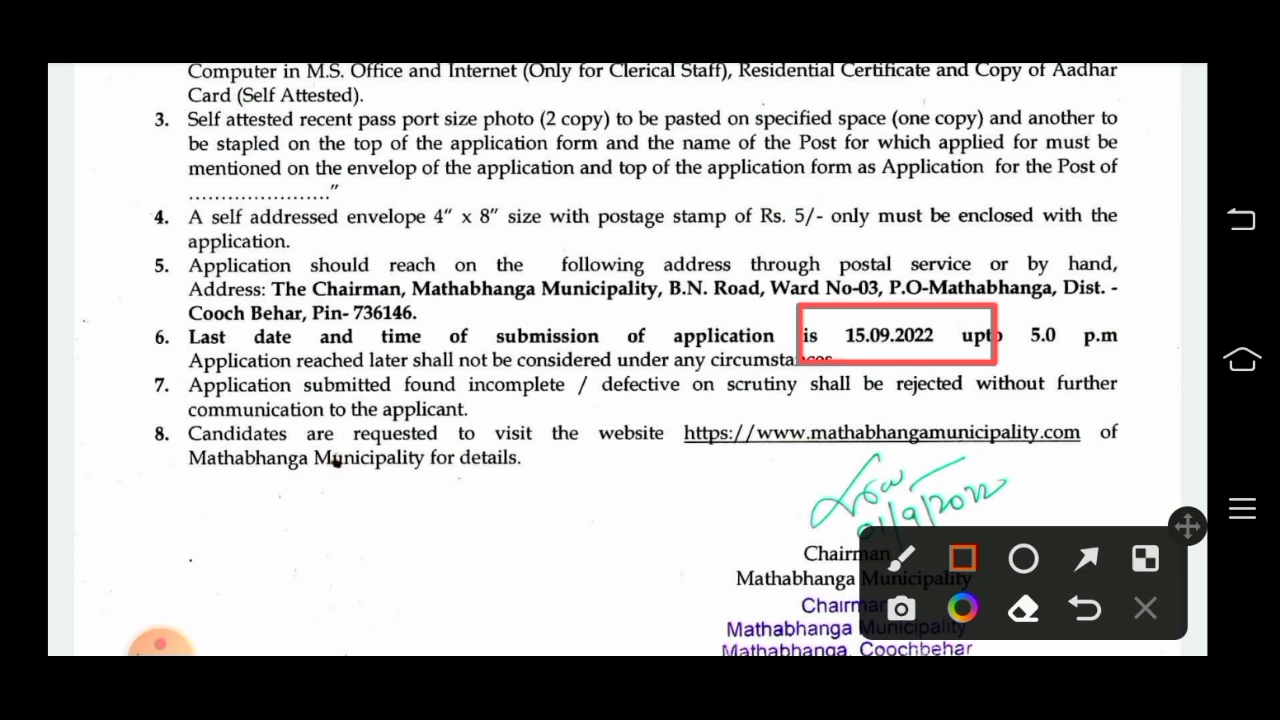 Computer in M.S. Office and Internet (Only for Clerical Staff), Residential Certificate and Copy of Aadhar
Card (Self Attested).
3. Self attested recent pass port size photo (2 copy) to be pasted on specified space (one copy) and another to
be stapled on the top of the application form and the name of the Post for which applied for must be
mentioned on the envelop of the application and top of the application form as Application for the Post of
…………………."
4. A self addressed envelope 4" x 8" size with postage stamp of Rs. 5/- only must be enclosed with the
application.
5. Application should reach on the following address through postal service or by hand,
Address: The Chairman, Mathabhanga Municipality, B.N. Road, Ward No-03, P.O-Mathabhanga, Dist. -
Cooch Behar, Pin- 736146.
6. Last date and time of submission of application is 15.09.2022 upto 5.0 p.m
Application reached later shall not be considered under any circumstances.
7. Application submitted found incomplete / defective on scrutiny shall be rejected without further
communication to the applicant.
8. Candidates are requested to visit the website https://www.mathabhangamunicipality.com of
Mathabhanga Municipality for details.
01/9/2022
Chairman
Mathabhanga Municipality
Chairman
Mathabhanga Municipality
Mathabhanga, Coochbehar